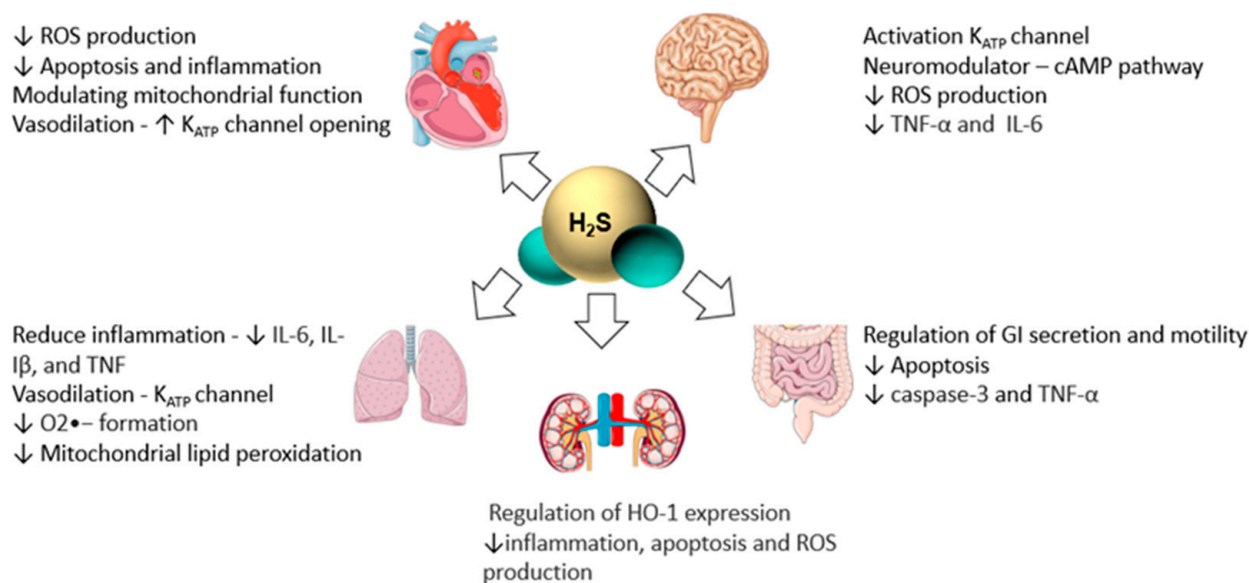 ↓ ROS production
↓ Apoptosis and inflammation
Modulating mitochondrial function
Vasodilation - ↑ K_ATP channel opening
Activation K_ATP channel
Neuromodulator – cAMP pathway
↓ ROS production
↓ TNF-α and IL-6
H₂S
Reduce inflammation - ↓ IL-6, IL-
Iβ, and TNF
Vasodilation - K_ATP channel
↓ O2•– formation
↓ Mitochondrial lipid peroxidation
Regulation of GI secretion and motility
↓ Apoptosis
↓ caspase-3 and TNF-α
Regulation of HO-1 expression
↓inflammation, apoptosis and ROS
production